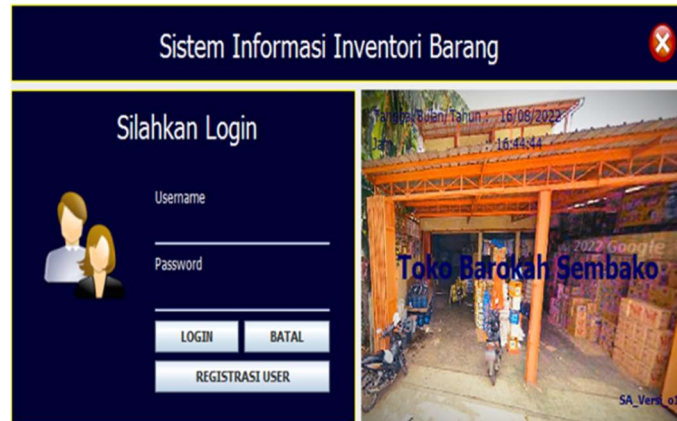 Sistem Informasi Inventori Barang
Silahkan Login
Username
Password
LOGIN BATAL
REGISTRASI USER
Tanggal/Bulan/Tahun : 16/08/2022
Jam : 16:44:44
2022 Google
Toko Barokah Sembako
SA_Versi_01